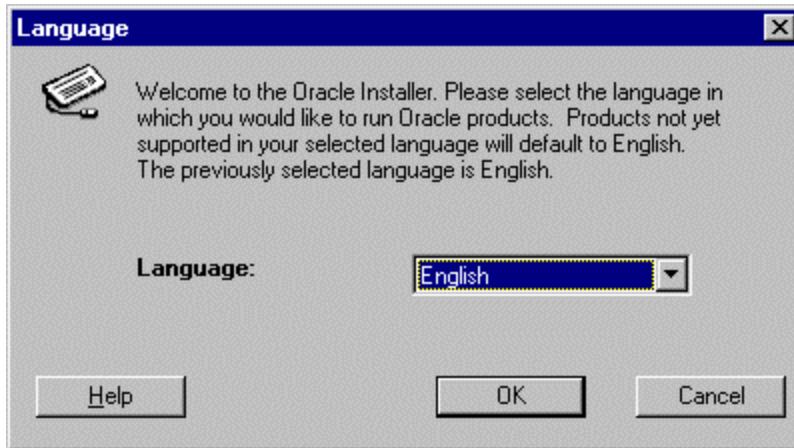 Language
Welcome to the Oracle Installer. Please select the language in
which you would like to run Oracle products.  Products not yet
supported in your selected language will default to English.
The previously selected language is English.
Language:
English
Help
OK
Cancel